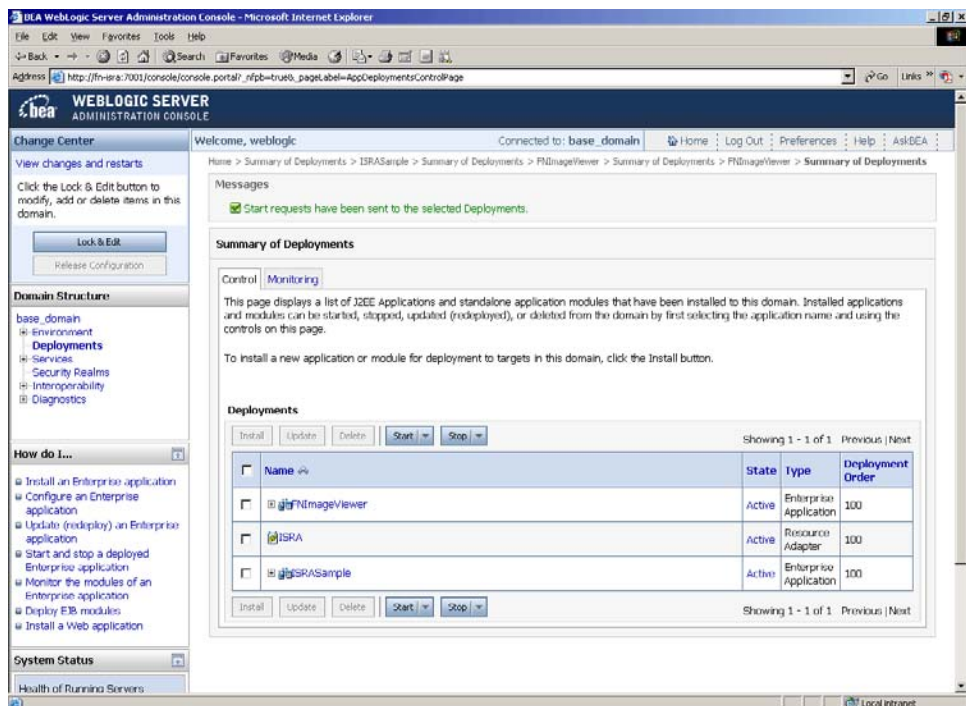 BEA WebLogic Server Administration Console - Microsoft Internet Explorer
File Edit View Favorites Tools Help
Back Search Favorites Media
Address http://fn-isra:7001/console/console.portal?_nfpb=true&_pageLabel=AppDeploymentsControlPage Go Links »
bea WEBLOGIC SERVER
ADMINISTRATION CONSOLE
Change Center
View changes and restarts
Click the Lock & Edit button to
modify, add or delete items in this
domain.
Lock & Edit
Release Configuration
Domain Structure
base_domain
Environment
Deployments
Services
Security Realms
Interoperability
Diagnostics
How do I...
Install an Enterprise application
Configure an Enterprise
application
Update (redeploy) an Enterprise
application
Start and stop a deployed
Enterprise application
Monitor the modules of an
Enterprise application
Deploy EJB modules
Install a Web application
System Status
Health of Running Servers
Welcome, weblogic Connected to: base_domain Home Log Out Preferences Help AskBEA
Home > Summary of Deployments > ISRASample > Summary of Deployments > FNImageViewer > Summary of Deployments > FNImageViewer > Summary of Deployments
Messages
Start requests have been sent to the selected Deployments.
Summary of Deployments
Control Monitoring
This page displays a list of J2EE Applications and standalone application modules that have been installed to this domain. Installed applications
and modules can be started, stopped, updated (redeployed), or deleted from the domain by first selecting the application name and using the
controls on this page.
To install a new application or module for deployment to targets in this domain, click the Install button.
Deployments
Install Update Delete Start Stop Showing 1 - 1 of 1 Previous | Next
Name State Type Deployment Order
FNImageViewer Active Enterprise Application 100
ISRA Active Resource Adapter 100
ISRASample Active Enterprise Application 100
Install Update Delete Start Stop Showing 1 - 1 of 1 Previous | Next
Local intranet